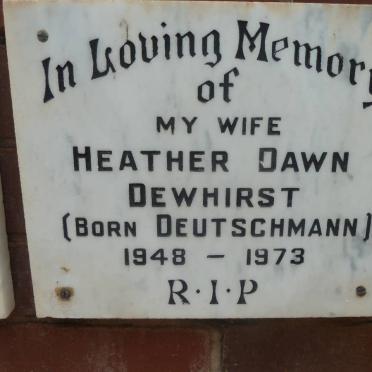 In Loving Memory
of
MY WIFE
HEATHER DAWN
DEWHIRST
(BORN DEUTSCHMANN)
1948 – 1973
R·I·P